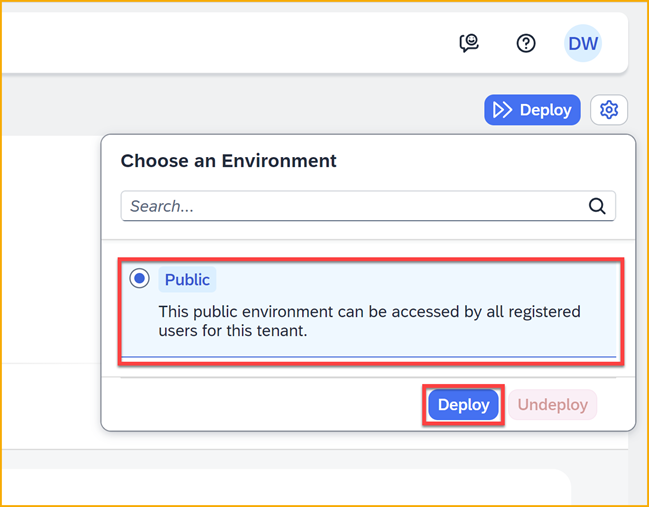 DW
Deploy
Choose an Environment
Search...
Public
This public environment can be accessed by all registered
users for this tenant.
Deploy Undeploy